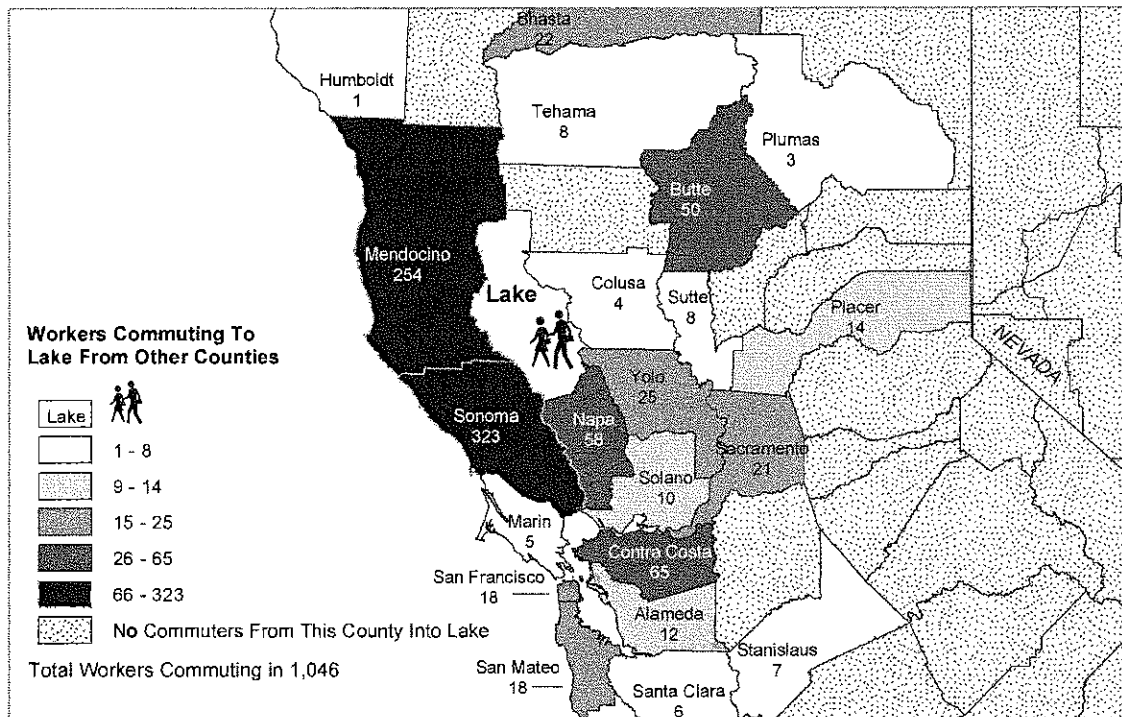 Shasta
22
Humboldt
1
Tehama
8
Plumas
3
Butte
50
Mendocino
254
Lake
Colusa
4
Sutter
8
Placer
14
NEVADA
Workers Commuting To
Lake From Other Counties
Lake
1 - 8
9 - 14
15 - 25
26 - 65
66 - 323
No Commuters From This County Into Lake
Total Workers Commuting in 1,046
Yolo
25
Sonoma
323
Napa
58
Sacramento
21
Solano
10
Marin
5
Contra Costa
65
San Francisco
18
Alameda
12
San Mateo
18
Stanislaus
7
Santa Clara
6